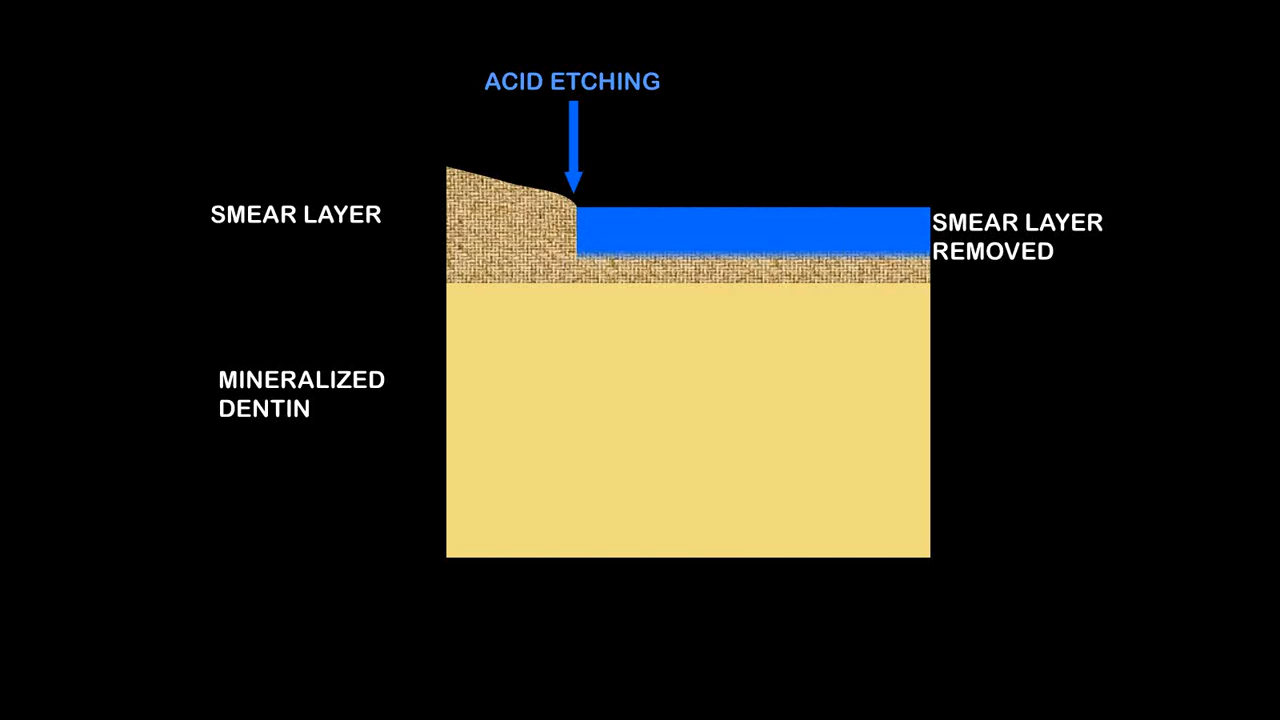 ACID ETCHING
SMEAR LAYER
SMEAR LAYER
REMOVED
MINERALIZED
DENTIN